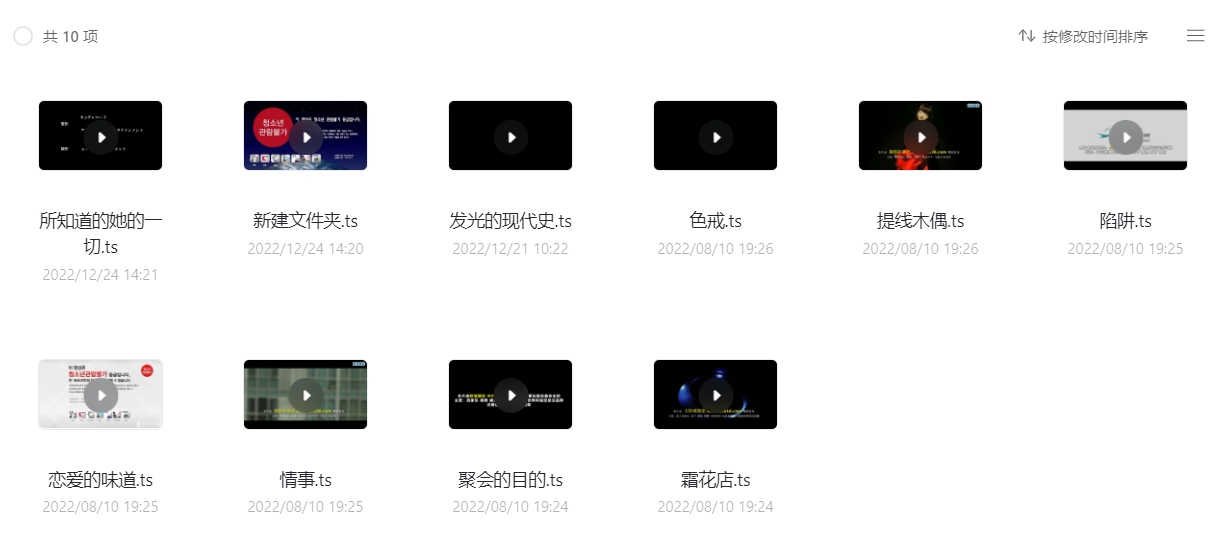 共 10 项
按修改时间排序
청소년
관람불가
所知道的她的一
切.ts
2022/12/24 14:21
新建文件夹.ts
2022/12/24 14:20
发光的现代史.ts
2022/12/21 10:22
色戒.ts
2022/08/10 19:26
提线木偶.ts
2022/08/10 19:26
陷阱.ts
2022/08/10 19:25
청소년관람불가
恋爱的味道.ts
2022/08/10 19:25
情事.ts
2022/08/10 19:25
聚会的目的.ts
2022/08/10 19:24
霜花店.ts
2022/08/10 19:24